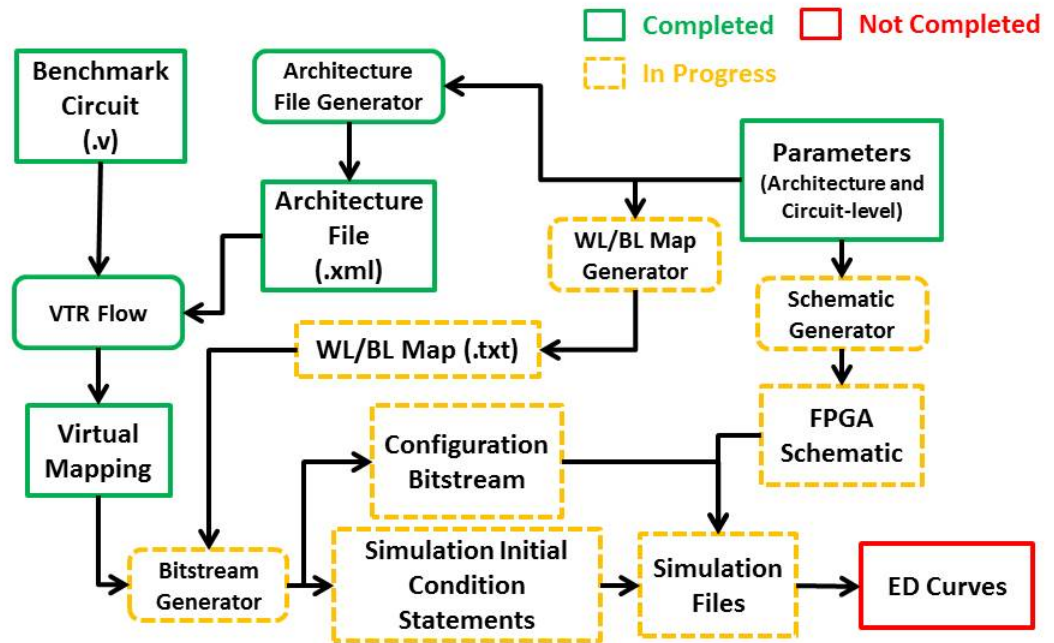 Completed
Not Completed
In Progress
Benchmark
Circuit
(.v)
Architecture
File Generator
Parameters
(Architecture and
Circuit-level)
Architecture
File
(.xml)
WL/BL Map
Generator
VTR Flow
Schematic
Generator
WL/BL Map (.txt)
Virtual
Mapping
Configuration
Bitstream
FPGA
Schematic
Bitstream
Generator
Simulation Initial
Condition
Statements
Simulation
Files
ED Curves